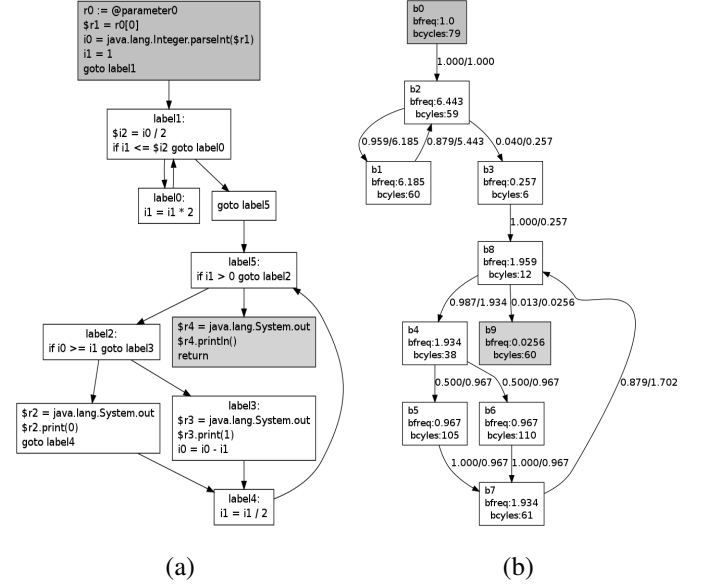 r0 := @parameter0
$r1 = r0[0]
i0 = java.lang.Integer.parseInt($r1)
i1 = 1
goto label1
label1:
$i2 = i0 / 2
if i1 <= $i2 goto label0
label0:
i1 = i1 * 2
goto label5
label5:
if i1 > 0 goto label2
label2:
if i0 >= i1 goto label3
$r4 = java.lang.System.out
$r4.println()
return
$r2 = java.lang.System.out
$r2.print(0)
goto label4
label3:
$r3 = java.lang.System.out
$r3.print(1)
i0 = i0 - i1
label4:
i1 = i1 / 2
(a)
b0
bfreq:1.0
bcycles:79
1.000/1.000
b2
bfreq:6.443
bcycles:59
0.959/6.185
0.879/5.443
0.040/0.257
b1
bfreq:6.185
bcycles:60
b3
bfreq:0.257
bcycles:6
1.000/0.257
b8
bfreq:1.959
bcycles:12
0.987/1.934
0.013/0.0256
b4
bfreq:1.934
bcycles:38
b9
bfreq:0.0256
bcycles:60
0.500/0.967
0.500/0.967
0.879/1.702
b5
bfreq:0.967
bcycles:105
b6
bfreq:0.967
bcycles:110
1.000/0.967
1.000/0.967
b7
bfreq:1.934
bcycles:61
(b)